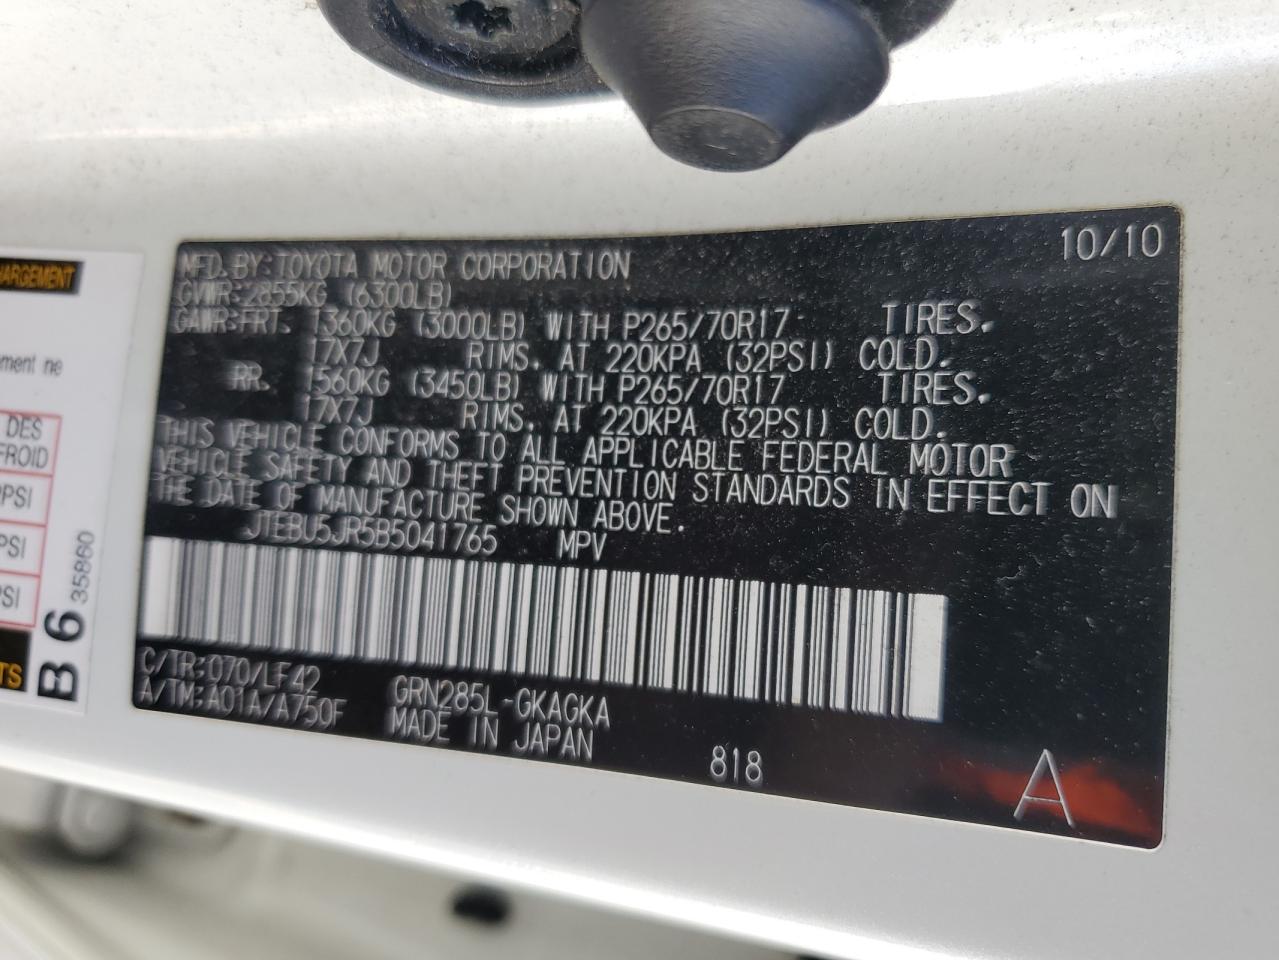 10/10
MFD.BY:TOYOTA MOTOR CORPORATION
GVWR:2855KG (6300LB)
GAWR:FRT. 1360KG (3000LB) WITH P265/70R17 TIRES.
17X7J RIMS, AT 220KPA (32PSI) COLD.
RR. 1560KG (3450LB) WITH P265/70R17 TIRES.
17X7J RIMS, AT 220KPA (32PSI) COLD.
THIS VEHICLE CONFORMS TO ALL APPLICABLE FEDERAL MOTOR
VEHICLE SAFETY AND THEFT PREVENTION STANDARDS IN EFFECT ON
THE DATE OF MANUFACTURE SHOWN ABOVE.
JTEBU5JR5B5041765 MPV
C/TR:070/LF42
A/TM:A01A/A750F
GRN285L-GKAGKA
MADE IN JAPAN
818
A
DES
FROID
PSI
PSI
PSI
B6
35860